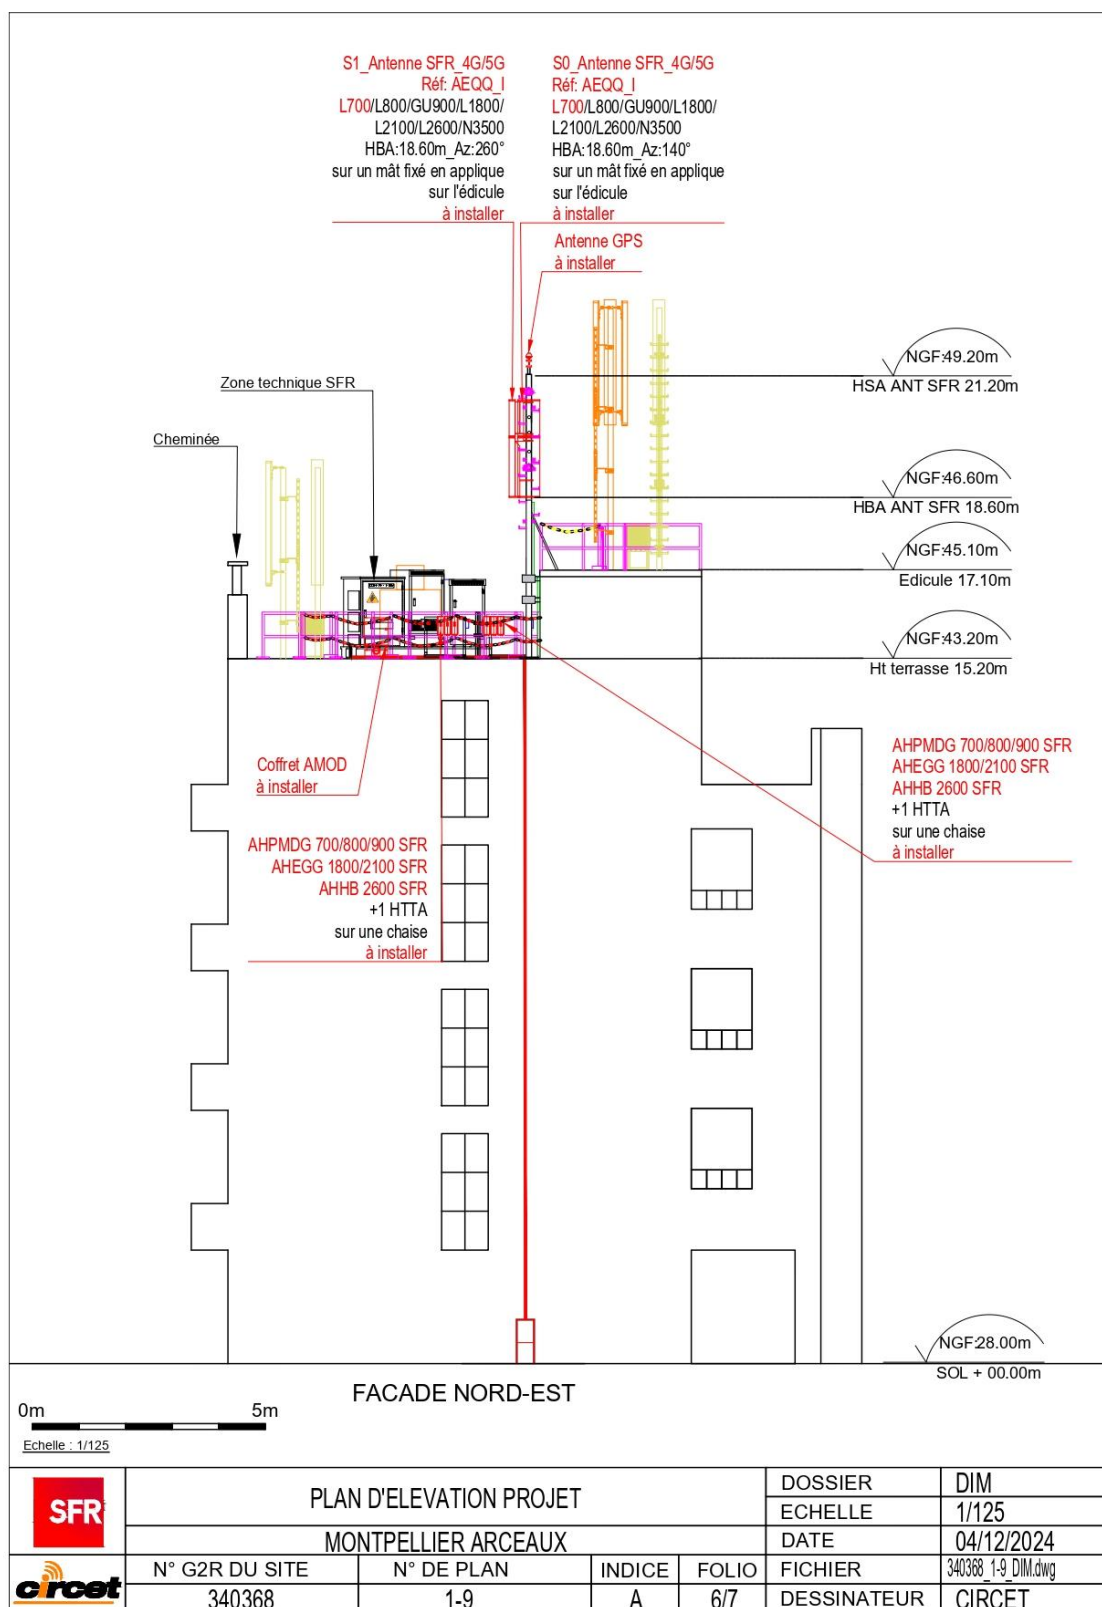 S1_Antenne SFR_4G/5G
Réf: AEQQ_I
L700/L800/GU900/L1800/
L2100/L2600/N3500
HBA:18.60m_Az:260°
sur un mât fixé en applique
sur l'édicule
à installer
S0_Antenne SFR_4G/5G
Réf: AEQQ_I
L700/L800/GU900/L1800/
L2100/L2600/N3500
HBA:18.60m_Az:140°
sur un mât fixé en applique
sur l'édicule
à installer
Antenne GPS
à installer
NGF:49.20m
HSA ANT SFR 21.20m
Zone technique SFR
Cheminée
NGF:46.60m
HBA ANT SFR 18.60m
NGF:45.10m
Edicule 17.10m
NGF:43.20m
Ht terrasse 15.20m
Coffret AMOD
à installer
AHPMDG 700/800/900 SFR
AHEGG 1800/2100 SFR
AHHB 2600 SFR
+1 HTTA
sur une chaise
à installer
AHPMDG 700/800/900 SFR
AHEGG 1800/2100 SFR
AHHB 2600 SFR
+1 HTTA
sur une chaise
à installer
NGF:28.00m
SOL + 00.00m
FACADE NORD-EST
0m 5m
Echelle : 1/125
SFR
PLAN D'ELEVATION PROJET
MONTPELLIER ARCEAUX
DOSSIER DIM
ECHELLE 1/125
DATE 04/12/2024
circet
N° G2R DU SITE N° DE PLAN INDICE FOLIO FICHIER 340368_1-9_DIM.dwg
340368 1-9 A 6/7 DESSINATEUR CIRCET